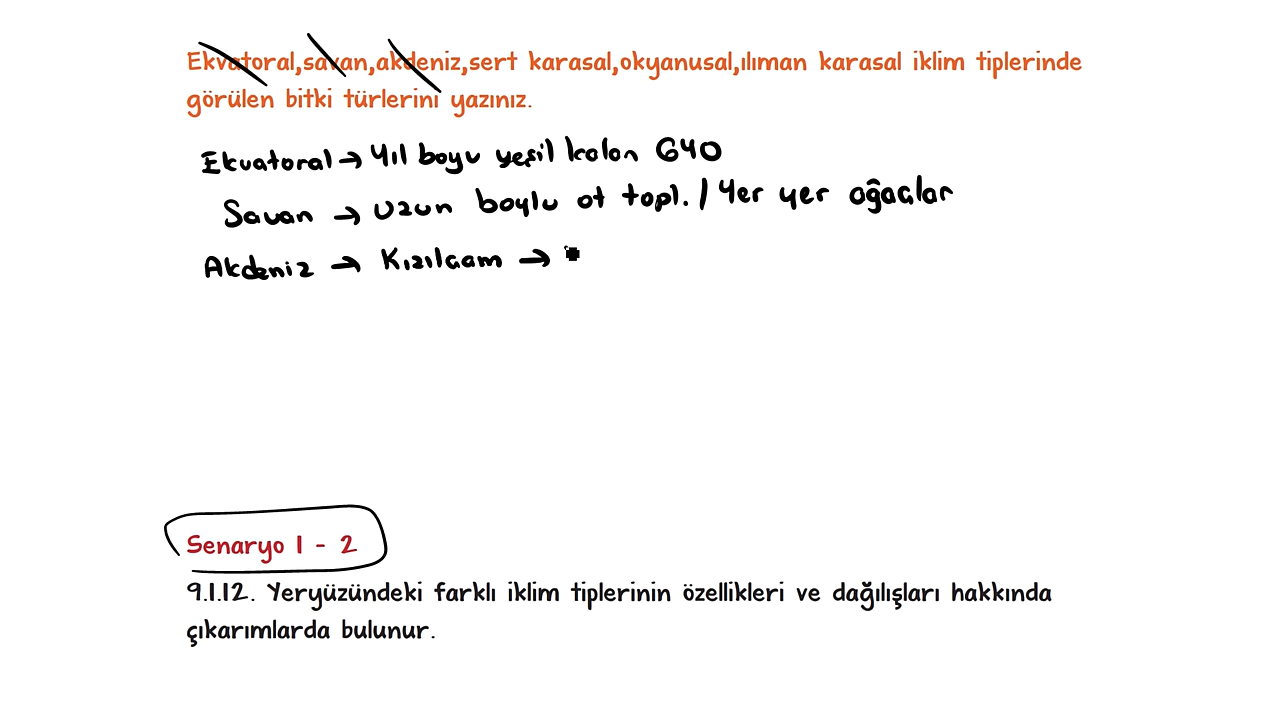 Ekvatoral,savan,akdeniz,sert karasal,okyanusal,ılıman karasal iklim tiplerinde
görülen bitki türlerini yazınız.
Ekvatoral → Yıl boyu yeşil kalan GYO
Savan → Uzun boylu ot topl. / Yer yer ağaçlar
Akdeniz → Kızılçam →
Senaryo 1 - 2
9.1.12. Yeryüzündeki farklı iklim tiplerinin özellikleri ve dağılışları hakkında
çıkarımlarda bulunur.